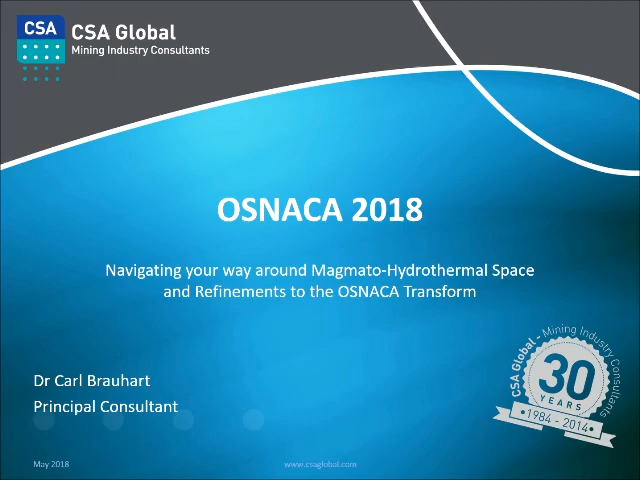 CSA
CSA Global
Mining Industry Consultants
OSNACA 2018
Navigating your way around Magmato-Hydrothermal Space
and Refinements to the OSNACA Transform
CSA Global - Mining Industry Consultants
30
YEARS
• 1984 - 2014 •
Dr Carl Brauhart
Principal Consultant
May 2018
www.csaglobal.com